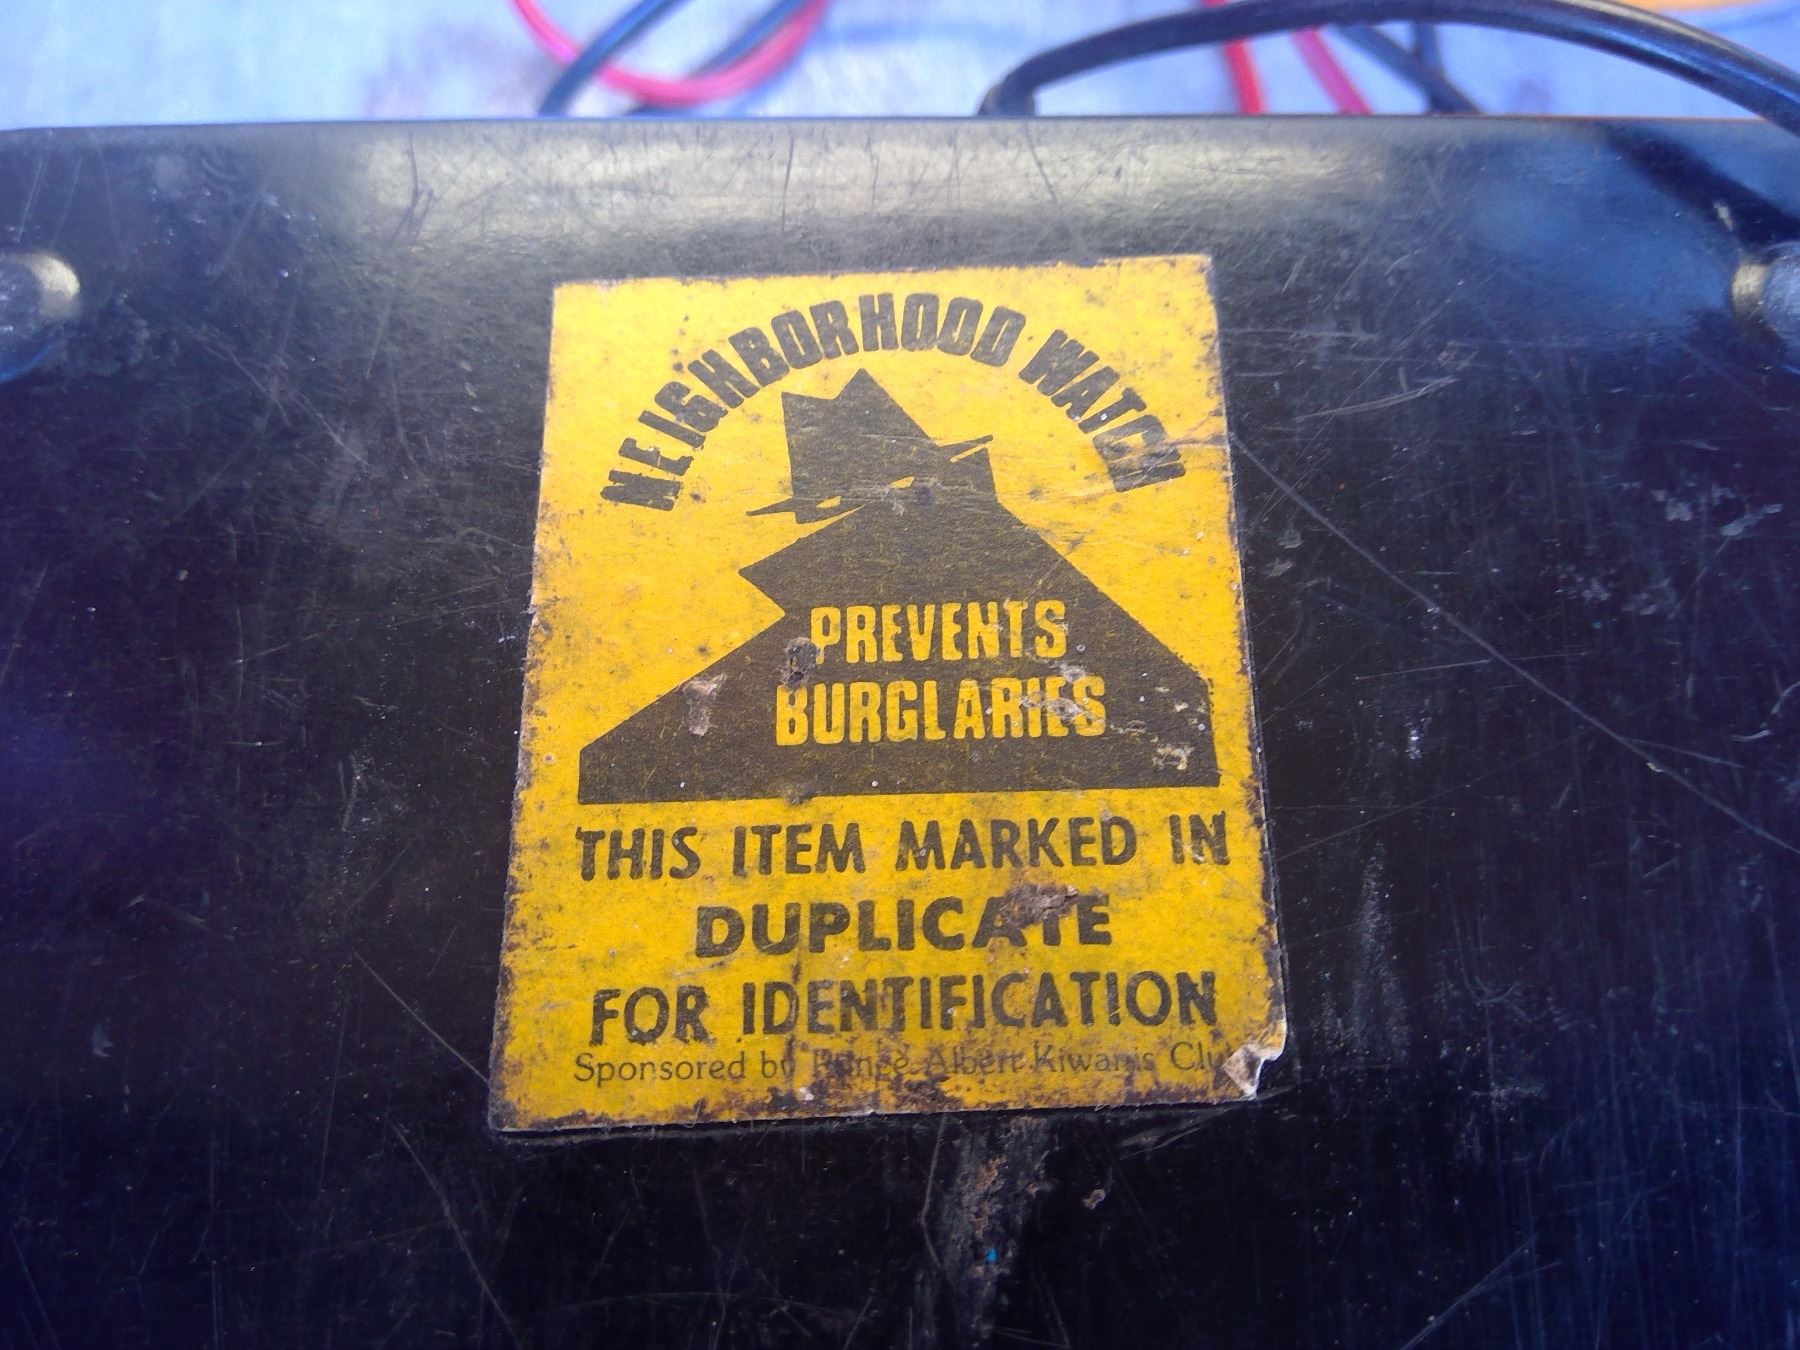 NEIGHBORHOOD WATCH
PREVENTS
BURGLARIES
THIS ITEM MARKED IN
DUPLICATE
FOR IDENTIFICATION
Sponsored by Prince Albert Kiwanis Club